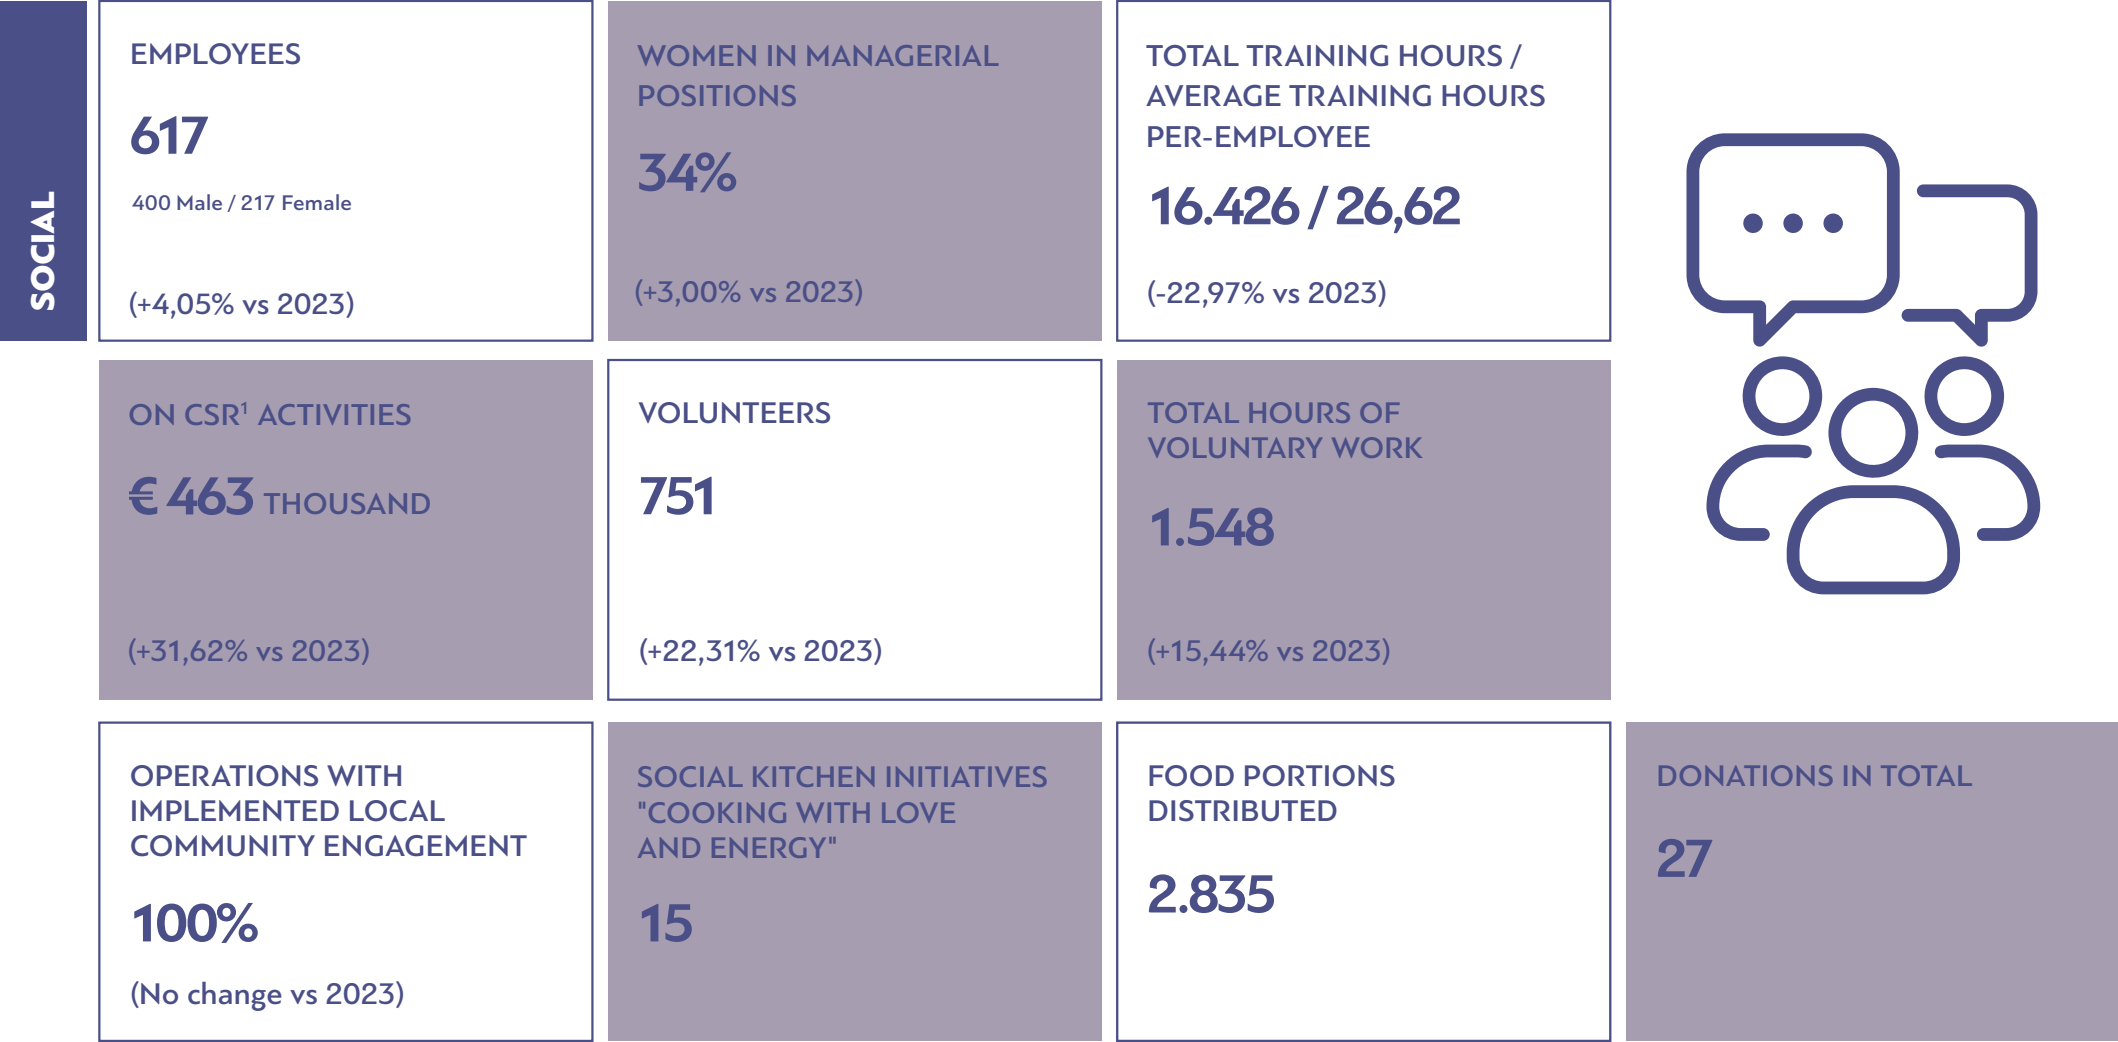 SOCIAL
EMPLOYEES
617
400 Male / 217 Female
(+4,05% vs 2023)
WOMEN IN MANAGERIAL
POSITIONS
34%
(+3,00% vs 2023)
TOTAL TRAINING HOURS /
AVERAGE TRAINING HOURS
PER-EMPLOYEE
16.426 / 26,62
(-22,97% vs 2023)
ON CSR¹ ACTIVITIES
€ 463 THOUSAND
(+31,62% vs 2023)
VOLUNTEERS
751
(+22,31% vs 2023)
TOTAL HOURS OF
VOLUNTARY WORK
1.548
(+15,44% vs 2023)
OPERATIONS WITH
IMPLEMENTED LOCAL
COMMUNITY ENGAGEMENT
100%
(No change vs 2023)
SOCIAL KITCHEN INITIATIVES
"COOKING WITH LOVE
AND ENERGY"
15
FOOD PORTIONS
DISTRIBUTED
2.835
DONATIONS IN TOTAL
27